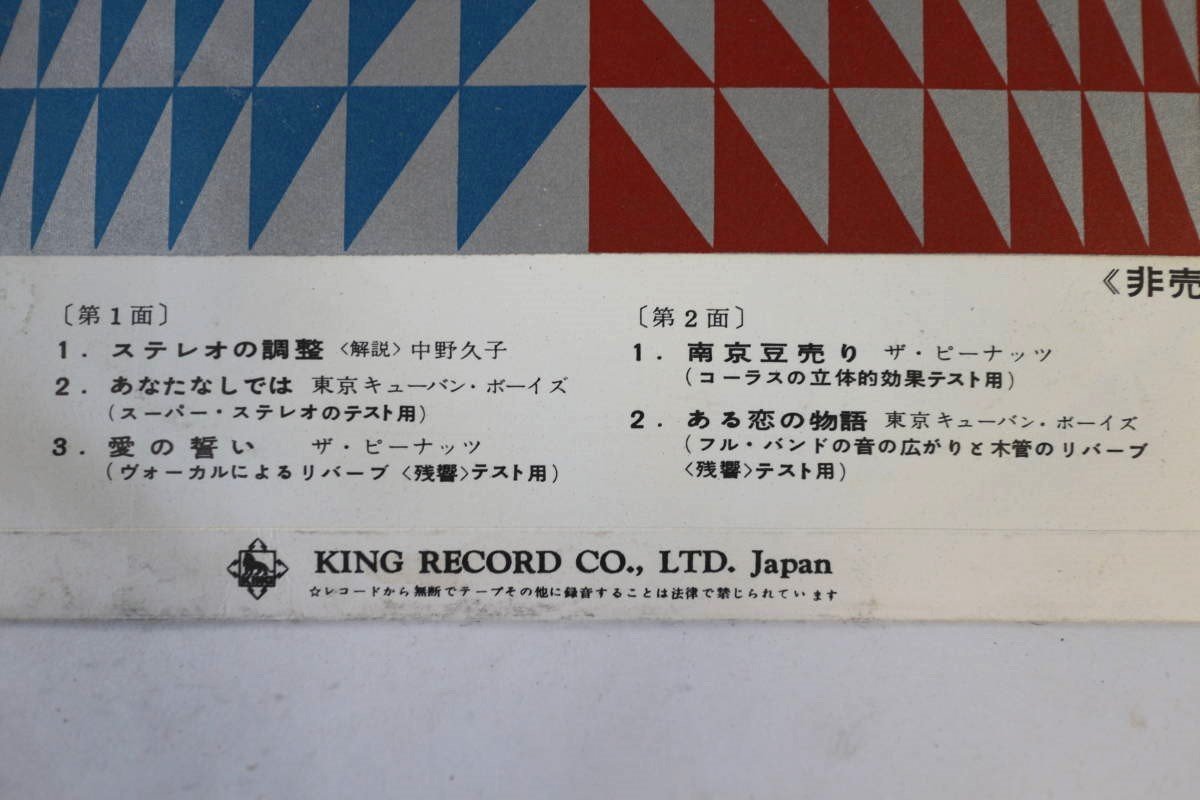 《非売
〔第1面〕
1. ステレオの調整 〈解説〉中野久子
2. あなたなしでは 東京キューバン・ボーイズ
(スーパー・ステレオのテスト用)
3. 愛の誓い ザ・ピーナッツ
(ヴォーカルによるリバーブ〈残響〉テスト用)
〔第2面〕
1. 南京豆売り ザ・ピーナッツ
(コーラスの立体的効果テスト用)
2. ある恋の物語 東京キューバン・ボーイズ
(フル・バンドの音の広がりと木管のリバーブ
〈残響〉テスト用)
KING RECORD CO., LTD. Japan
☆レコードから無断でテープその他に録音することは法律で禁じられています